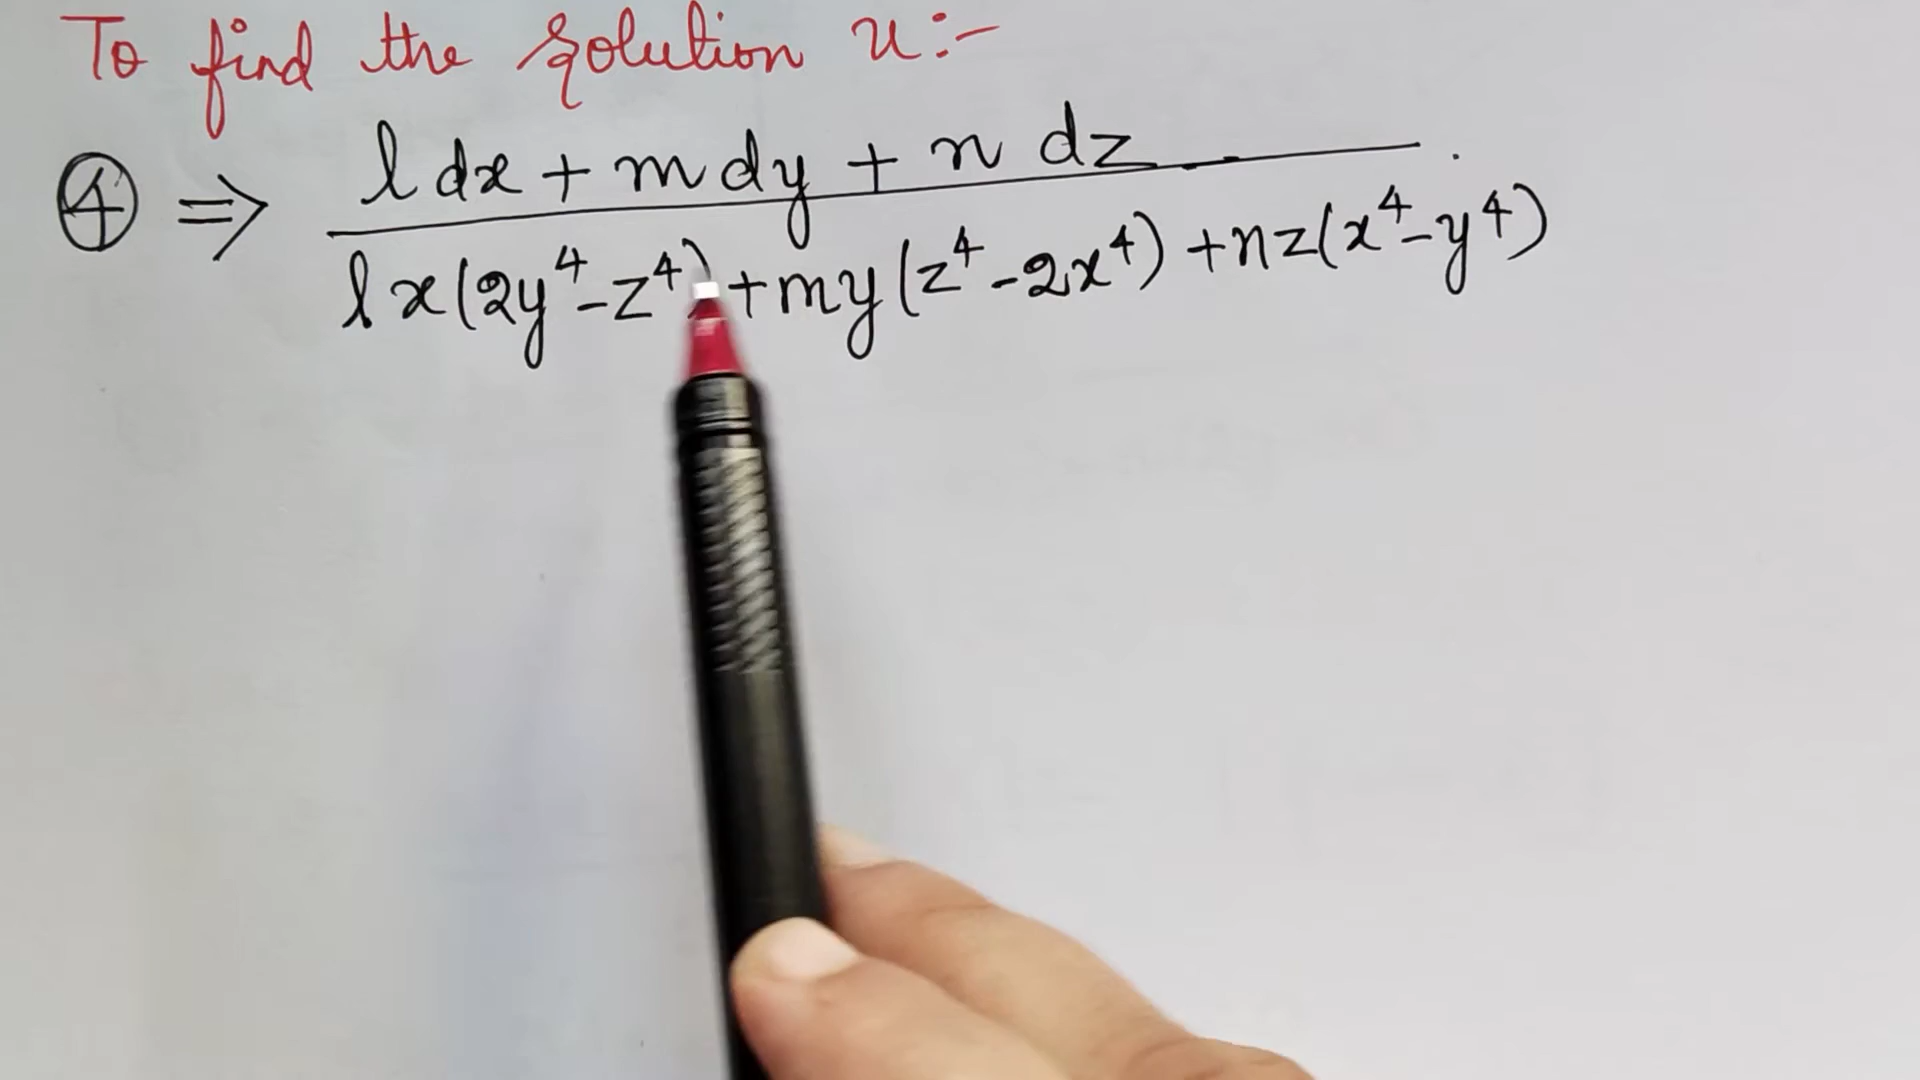 To find the solution u:-
④ ⇒ l dx + m dy + n dz
l x(2y⁴-z⁴)+my(z⁴-2x⁴)+nz(x⁴-y⁴)